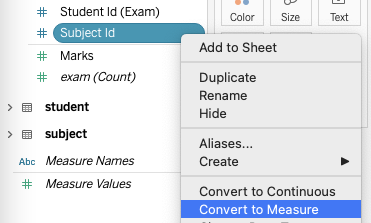 Student Id (Exam)
Subject Id
Marks
exam (Count)
student
subject
Abc Measure Names
Measure Values
Color
Size
Text
Add to Sheet
Duplicate
Rename
Hide
Aliases...
Create
Convert to Continuous
Convert to Measure